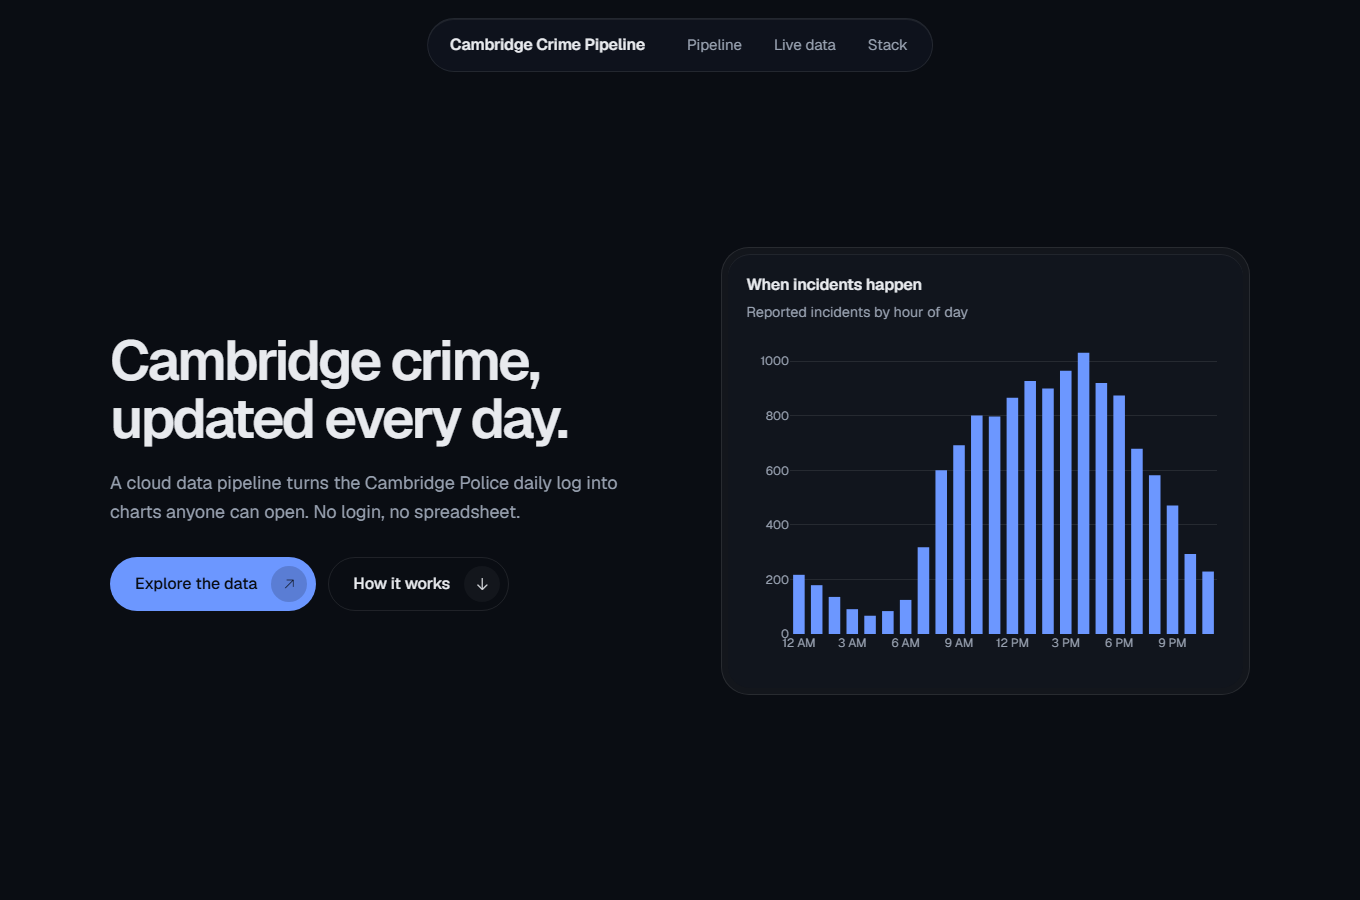 Cambridge Crime Pipeline Pipeline Live data Stack
Cambridge crime,
updated every day.
A cloud data pipeline turns the Cambridge Police daily log into
charts anyone can open. No login, no spreadsheet.
Explore the data How it works
When incidents happen
Reported incidents by hour of day
1000
800
600
400
200
0
12 AM 3 AM 6 AM 9 AM 12 PM 3 PM 6 PM 9 PM